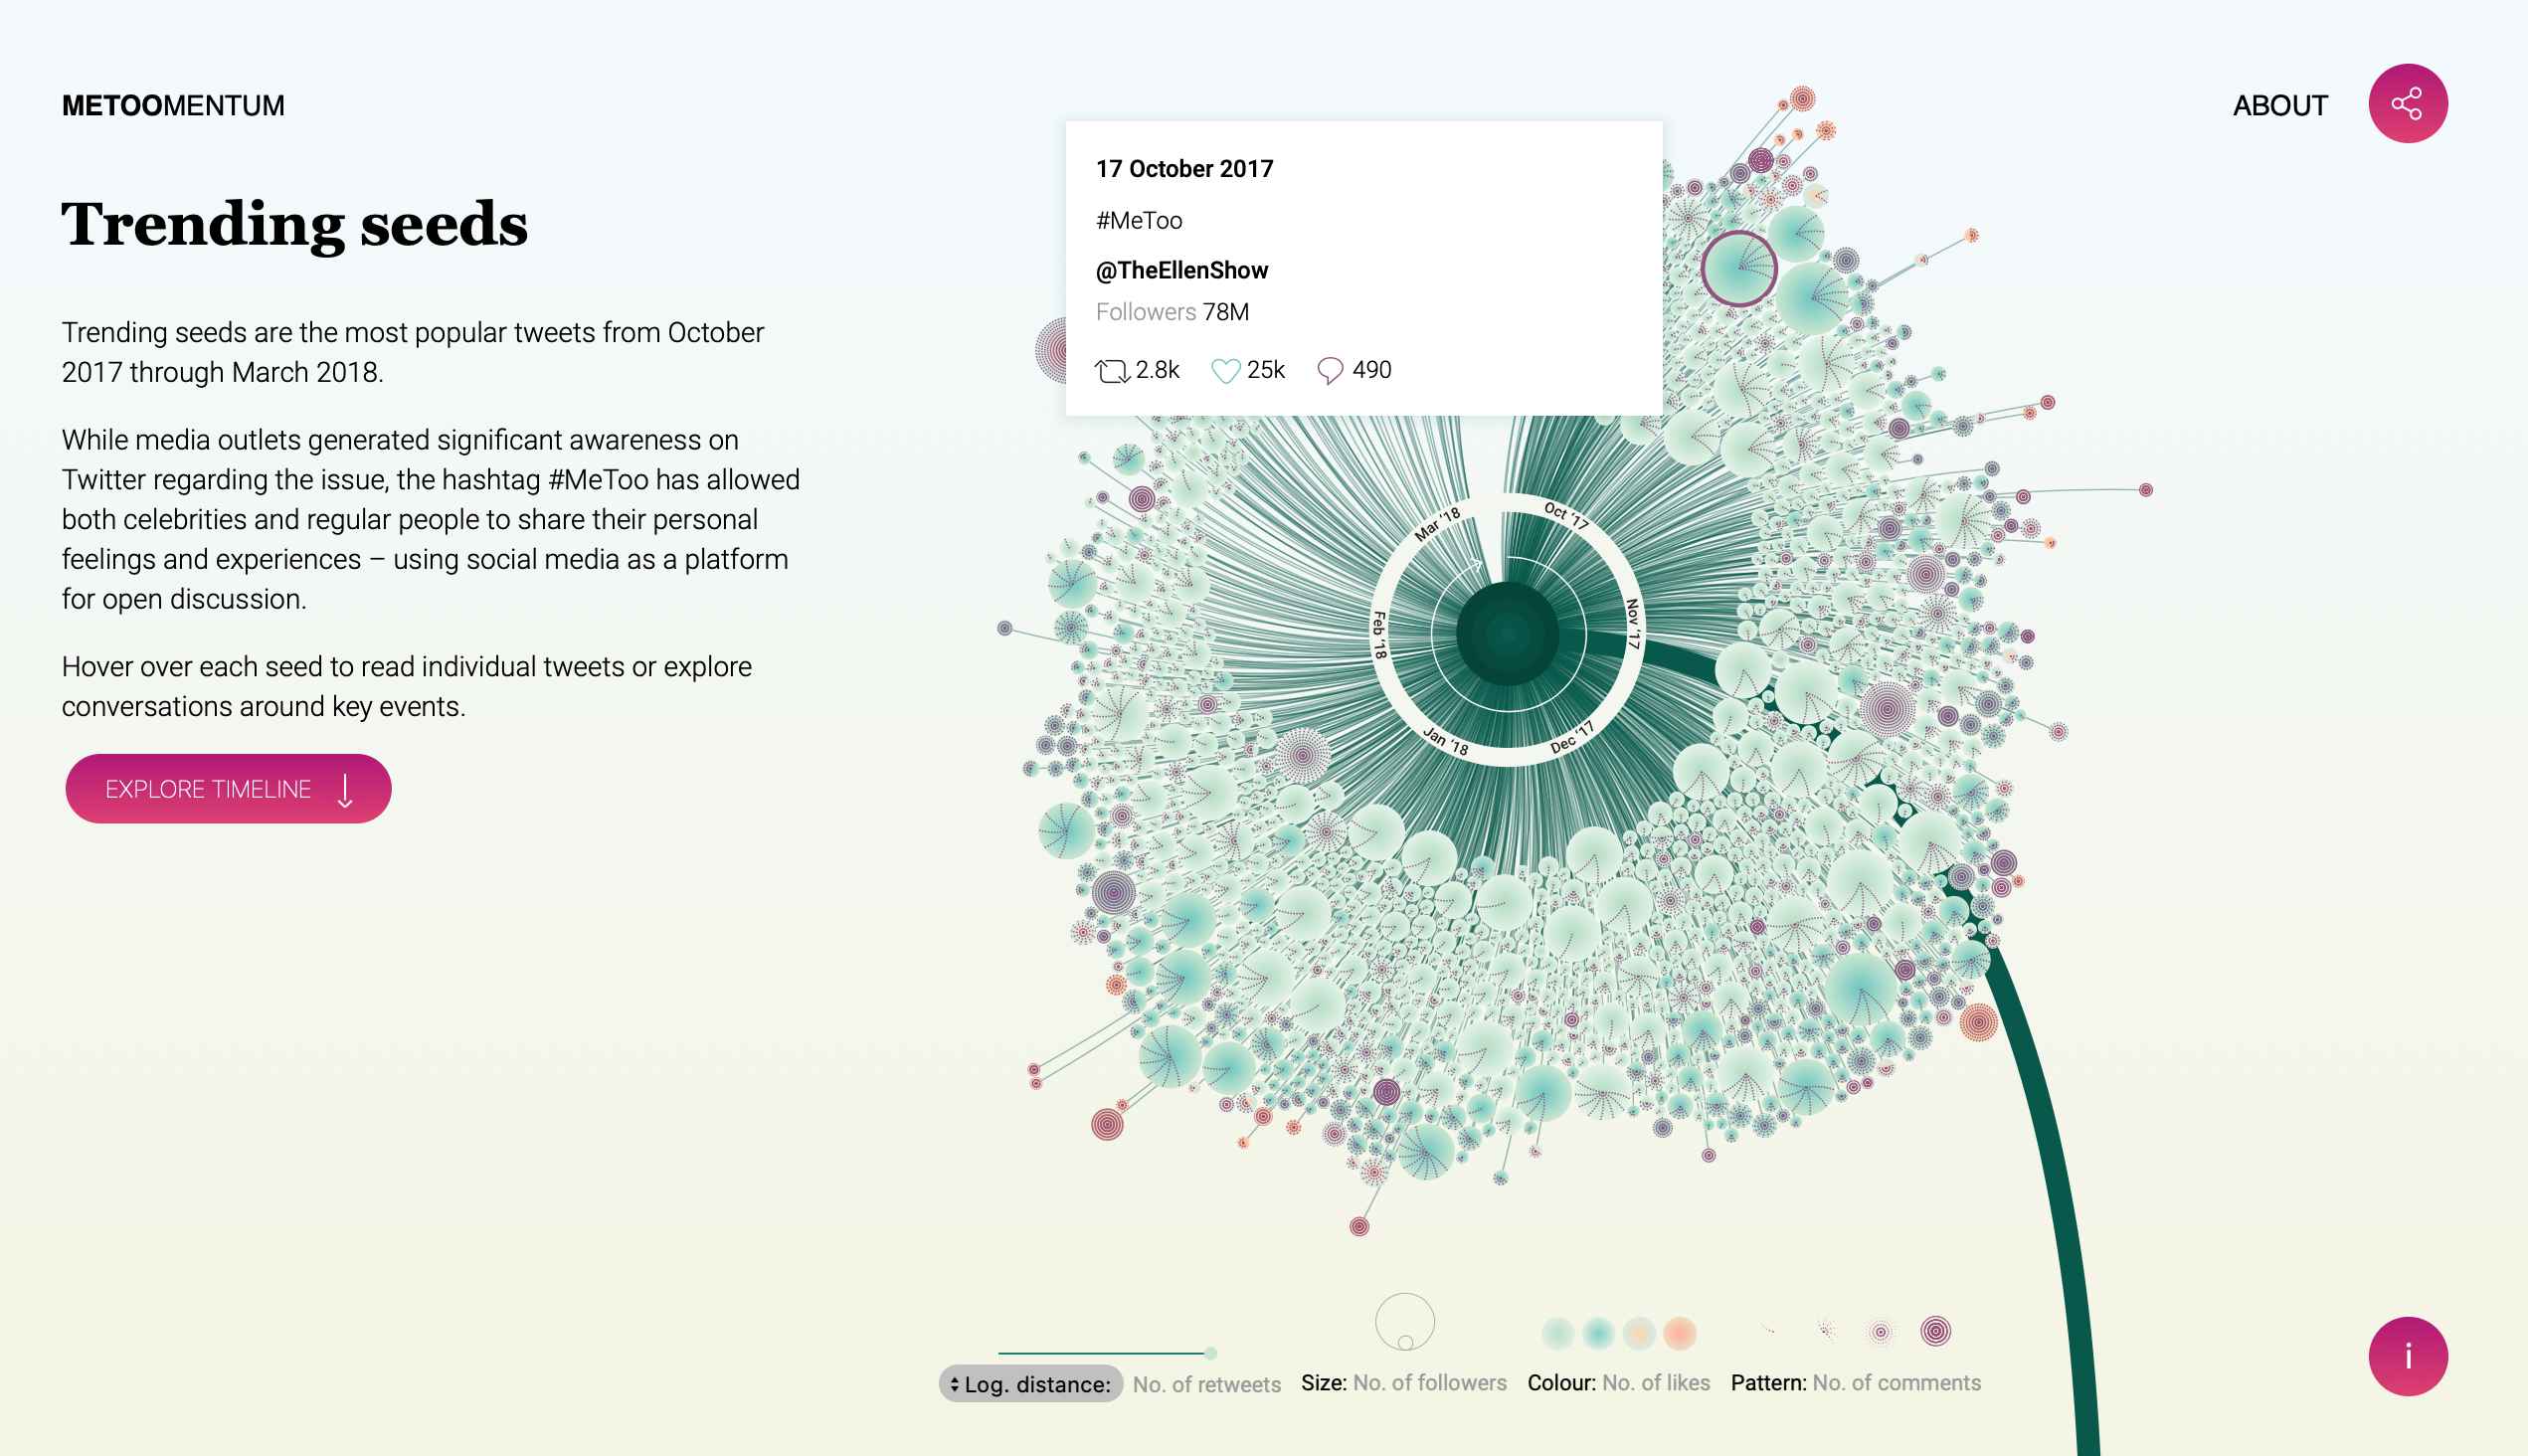 METOOMENTUM
ABOUT
Trending seeds
Trending seeds are the most popular tweets from October
2017 through March 2018.
While media outlets generated significant awareness on
Twitter regarding the issue, the hashtag #MeToo has allowed
both celebrities and regular people to share their personal
feelings and experiences – using social media as a platform
for open discussion.
Hover over each seed to read individual tweets or explore
conversations around key events.
EXPLORE TIMELINE
17 October 2017
#MeToo
@TheEllenShow
Followers 78M
2.8k 25k 490
Oct ‘17
Nov ‘17
Dec ‘17
Jan ‘18
Feb ‘18
Mar ‘18
Log. distance: No. of retweets
Size: No. of followers
Colour: No. of likes
Pattern: No. of comments
i